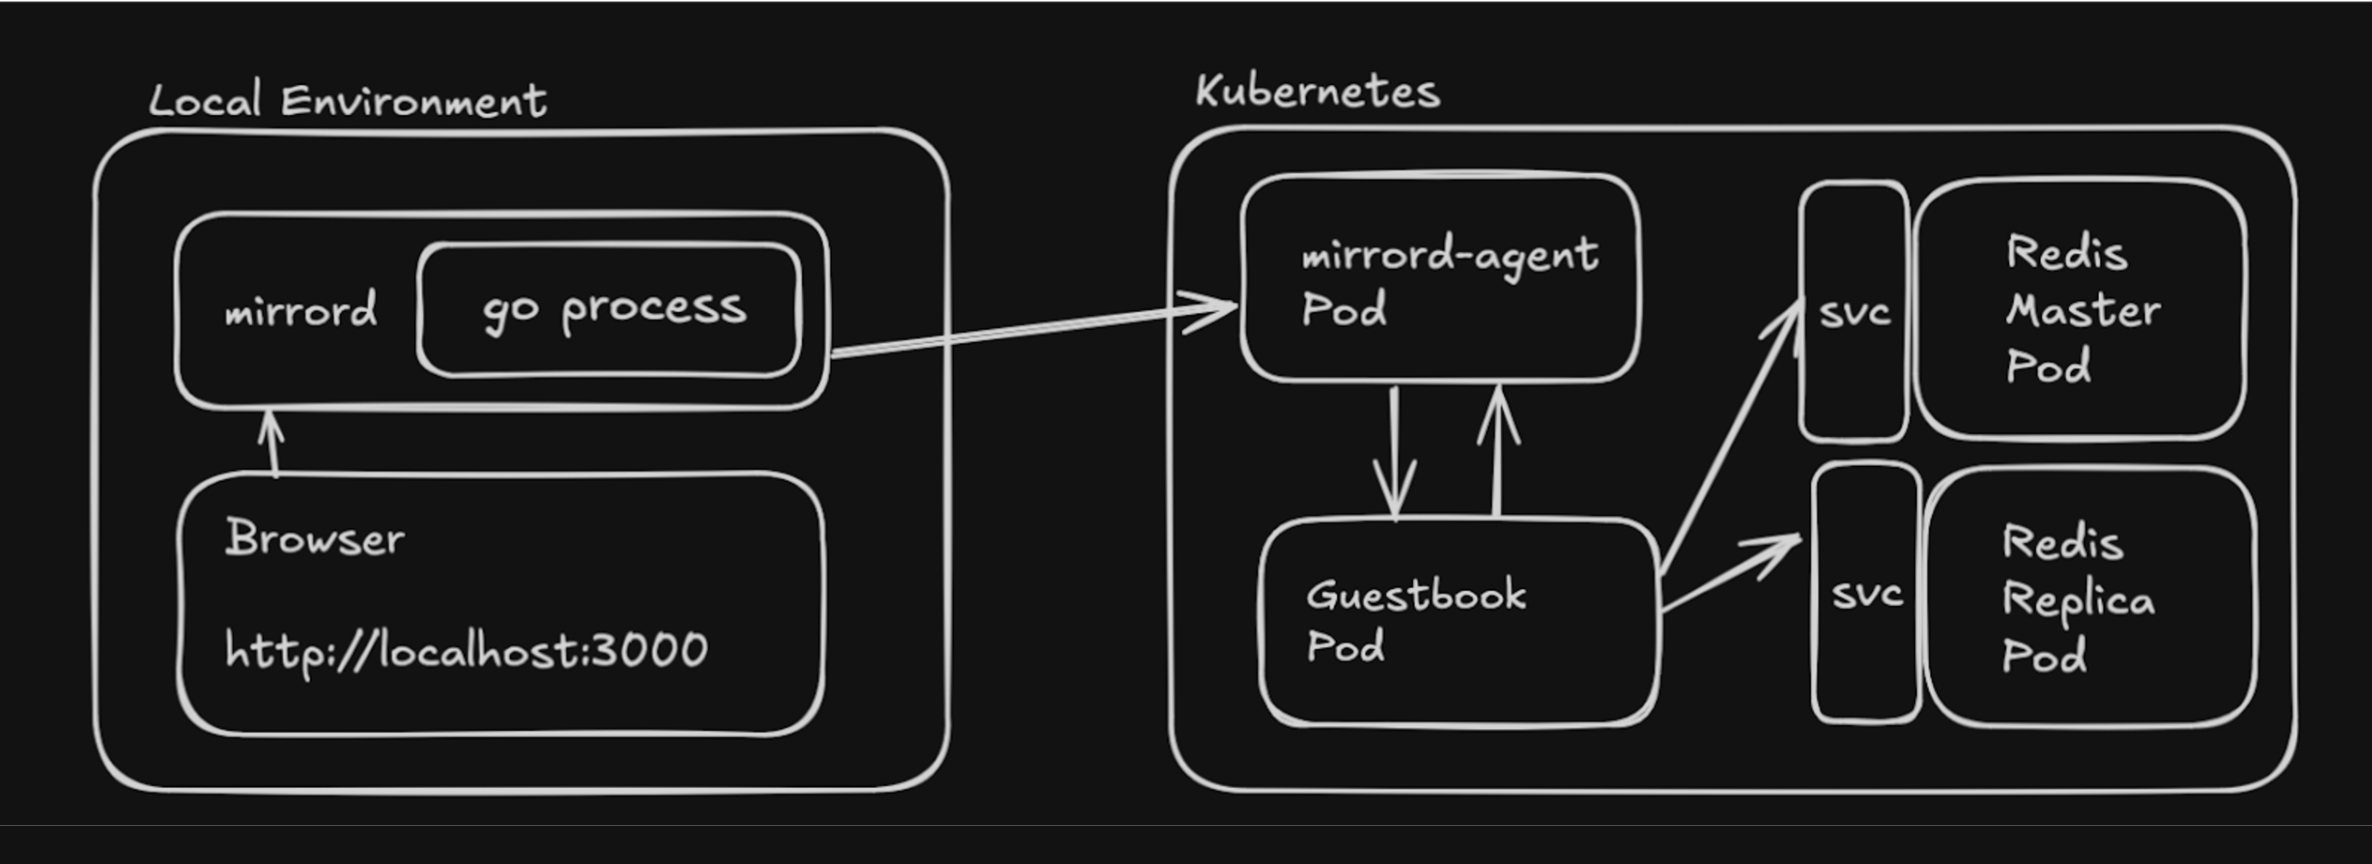 Local Environment
mirrord
go process
Browser
http://localhost:3000
Kubernetes
mirrord-agent
Pod
Guestbook
Pod
svc
Redis
Master
Pod
svc
Redis
Replica
Pod